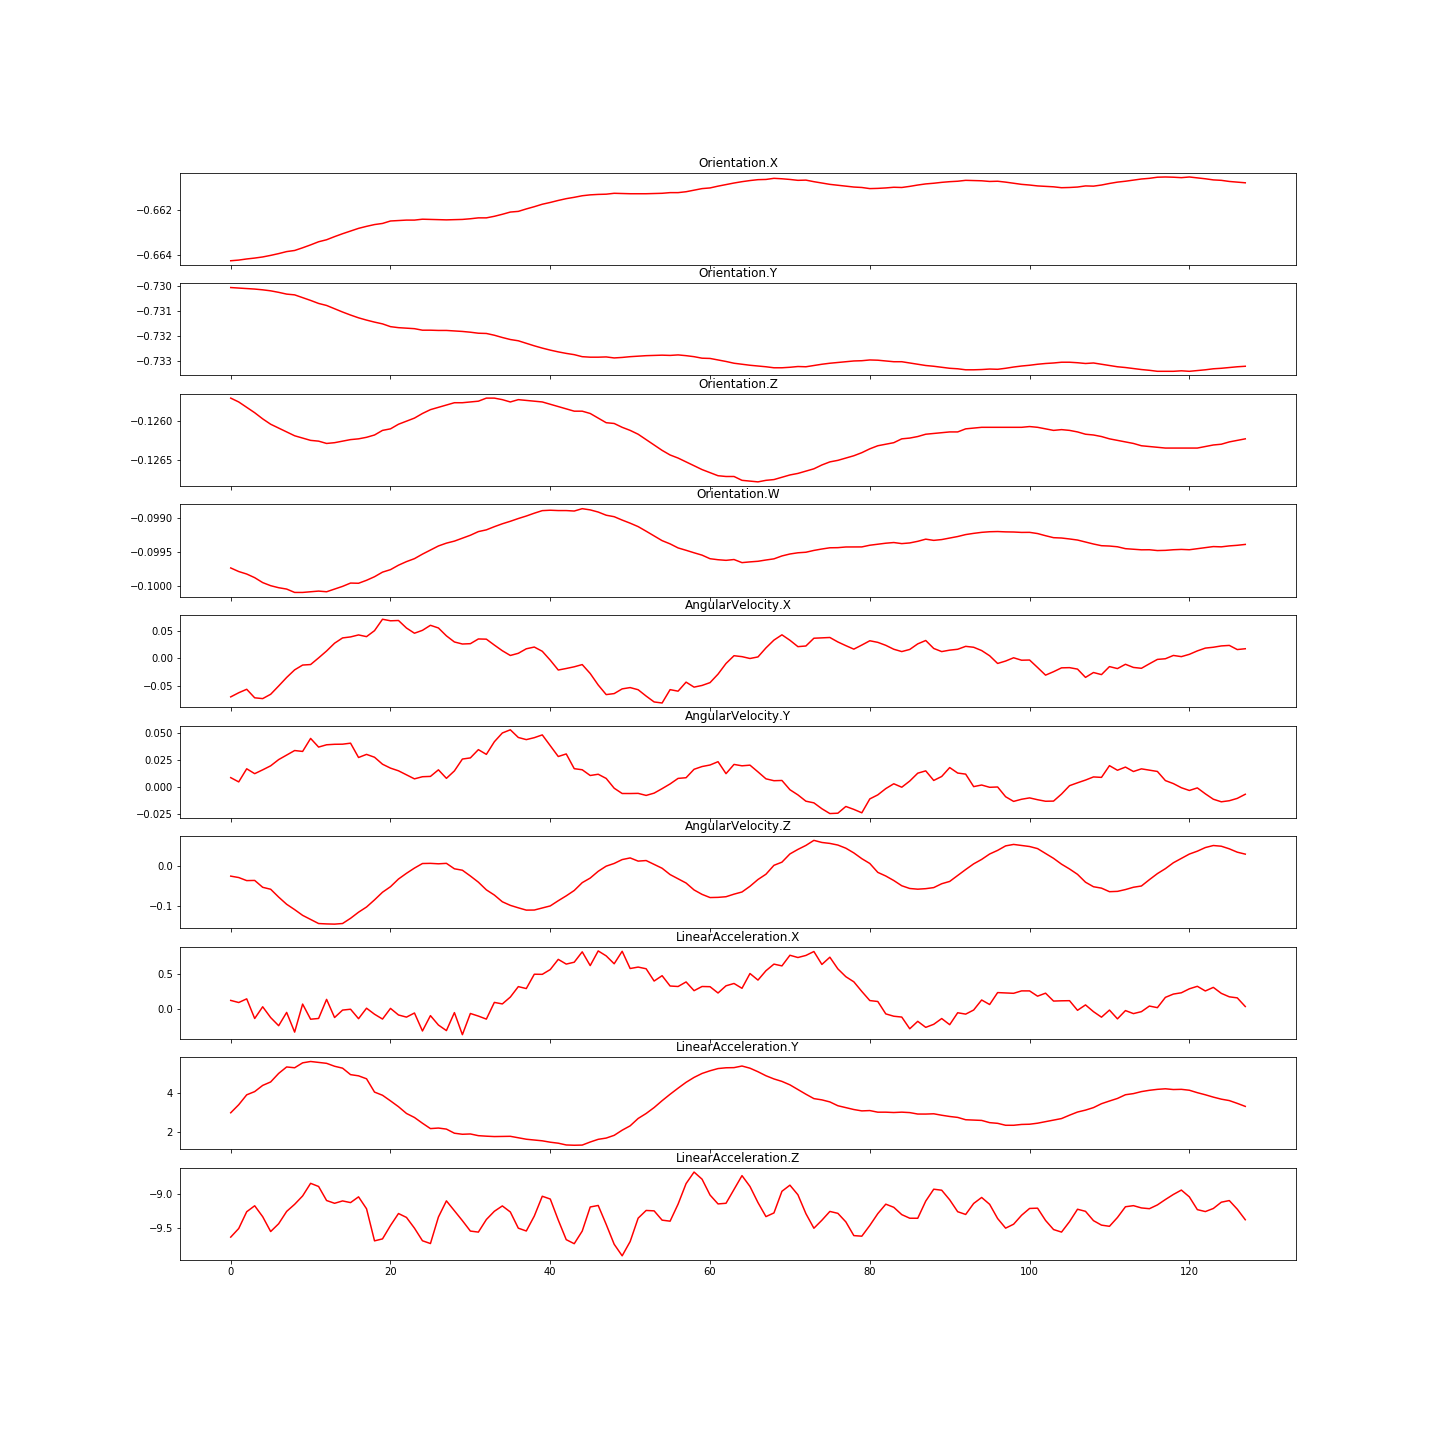 Orientation.X
−0.662
−0.664
Orientation.Y
−0.730
−0.731
−0.732
−0.733
Orientation.Z
−0.1260
−0.1265
Orientation.W
−0.0990
−0.0995
−0.1000
AngularVelocity.X
0.05
0.00
−0.05
AngularVelocity.Y
0.050
0.025
0.000
−0.025
AngularVelocity.Z
0.0
−0.1
LinearAcceleration.X
0.5
0.0
LinearAcceleration.Y
4
2
LinearAcceleration.Z
−9.0
−9.5
0 20 40 60 80 100 120